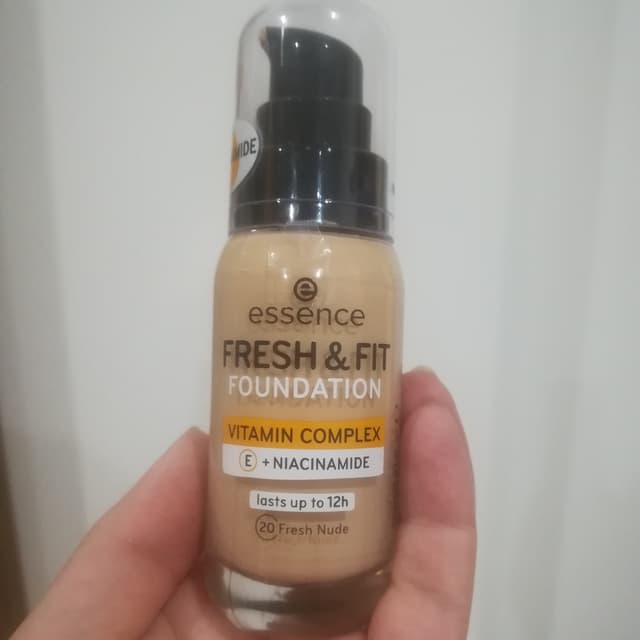 essence
FRESH & FIT
FOUNDATION
VITAMIN COMPLEX
E + NIACINAMIDE
lasts up to 12h
20 Fresh Nude